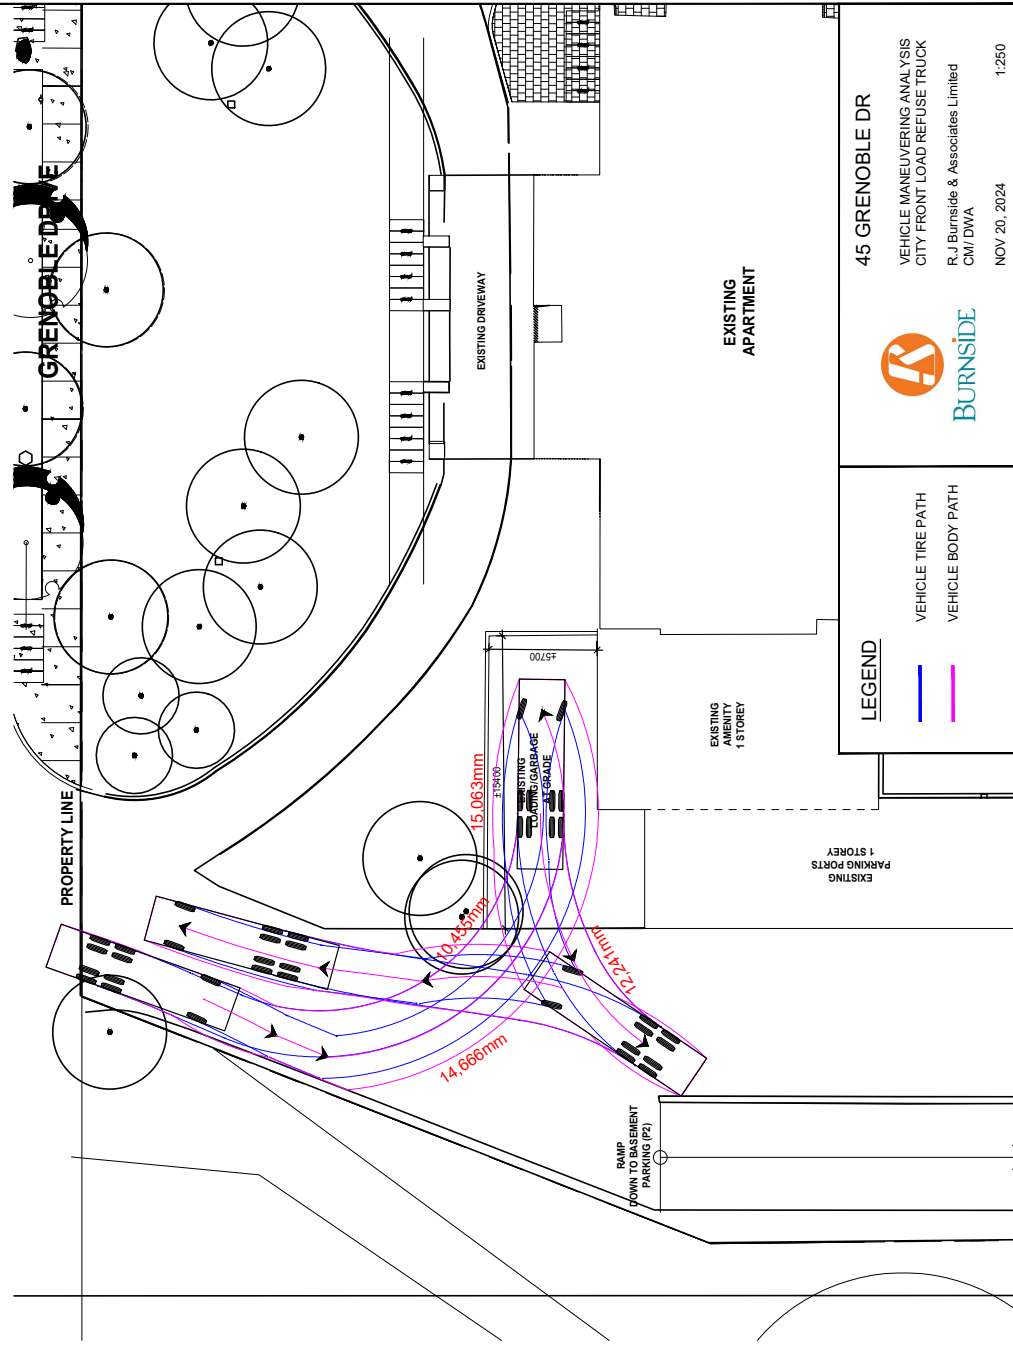 GRENOBLE DRIVE
PROPERTY LINE
EXISTING DRIVEWAY
EXISTING
APARTMENT
±5700
±15400
15,063mm
EXISTING
LOADING/GARBAGE
AT GRADE
EXISTING
AMENITY
1 STOREY
EXISTING
PARKING PORTS
1 STOREY
10,455mm
12,241mm
14,666mm
RAMP
DOWN TO BASEMENT
PARKING (P2)
LEGEND
VEHICLE TIRE PATH
VEHICLE BODY PATH
BURNSIDE
45 GRENOBLE DR
VEHICLE MANEUVERING ANALYSIS
CITY FRONT LOAD REFUSE TRUCK
R.J Burnside & Associates Limited
CM/ DWA
NOV 20, 2024
1:250